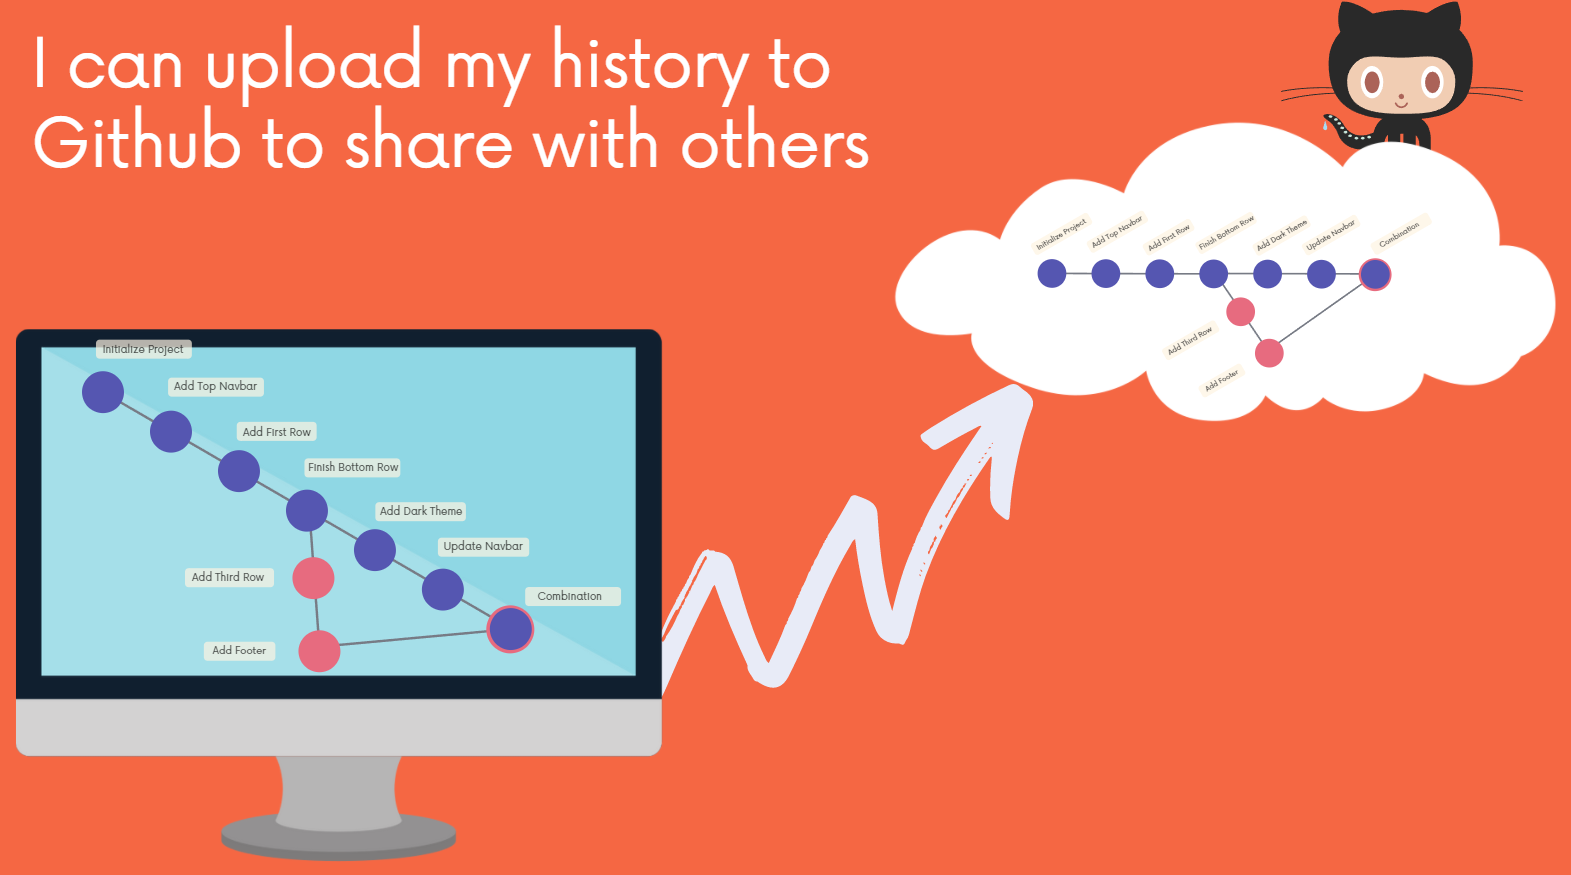 I can upload my history to
Github to share with others
Initialize Project
Add Top Navbar
Add First Row
Finish Bottom Row
Add Dark Theme
Update Navbar
Combination
Add Third Row
Add Footer
Initialize Project
Add Top Navbar
Add First Row
Finish Bottom Row
Add Dark Theme
Update Navbar
Add Third Row
Combination
Add Footer